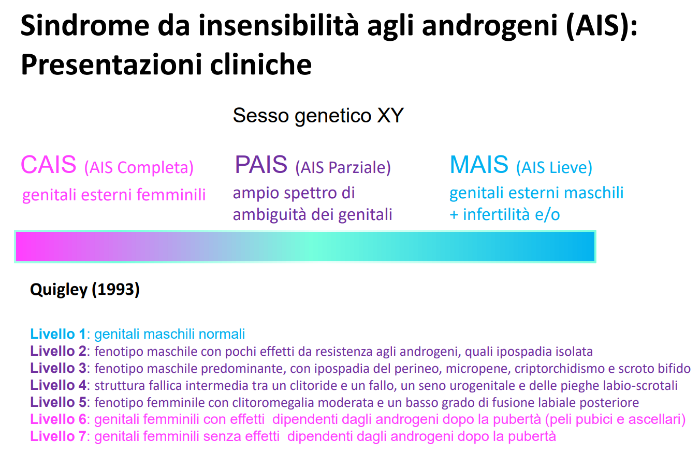 Sindrome da insensibilità agli androgeni (AIS):
Presentazioni cliniche
Sesso genetico XY
CAIS (AIS Completa)
genitali esterni femminili
PAIS (AIS Parziale)
ampio spettro di
ambiguità dei genitali
MAIS (AIS Lieve)
genitali esterni maschili
+ infertilità e/o
Quigley (1993)
Livello 1: genitali maschili normali
Livello 2: fenotipo maschile con pochi effetti da resistenza agli androgeni, quali ipospadia isolata
Livello 3: fenotipo maschile predominante, con ipospadia del perineo, micropene, criptorchidismo e scroto bifido
Livello 4: struttura fallica intermedia tra un clitoride e un fallo, un seno urogenitale e delle pieghe labio-scrotali
Livello 5: fenotipo femminile con clitoromegalia moderata e un basso grado di fusione labiale posteriore
Livello 6: genitali femminili con effetti dipendenti dagli androgeni dopo la pubertà (peli pubici e ascellari)
Livello 7: genitali femminili senza effetti dipendenti dagli androgeni dopo la pubertà